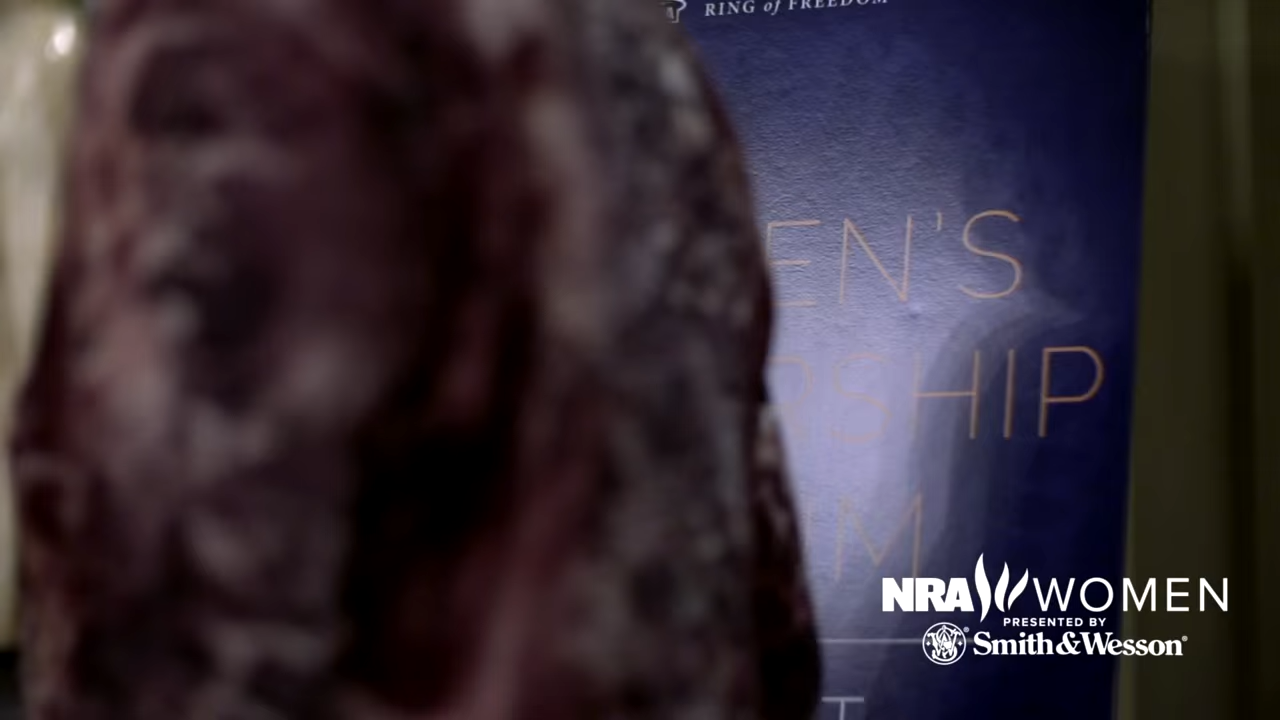 RING of FREEDOM
EN'S
RSHIP
M
NRA WOMEN
PRESENTED BY
Smith & Wesson